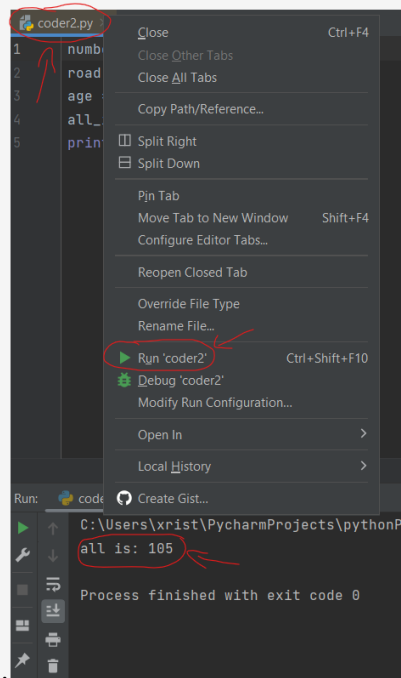 coder2.py
Close Ctrl+F4
Close Other Tabs
Close All Tabs
Copy Path/Reference...
Split Right
Split Down
Pin Tab
Move Tab to New Window Shift+F4
Configure Editor Tabs...
Reopen Closed Tab
Override File Type
Rename File...
Run 'coder2' Ctrl+Shift+F10
Debug 'coder2'
Modify Run Configuration...
Open In
Local History
Create Gist...
1 numb
2 road
3 age =
4 all_
5 prin
Run: code
C:\Users\xrist\PycharmProjects\pythonP
all is: 105
Process finished with exit code 0